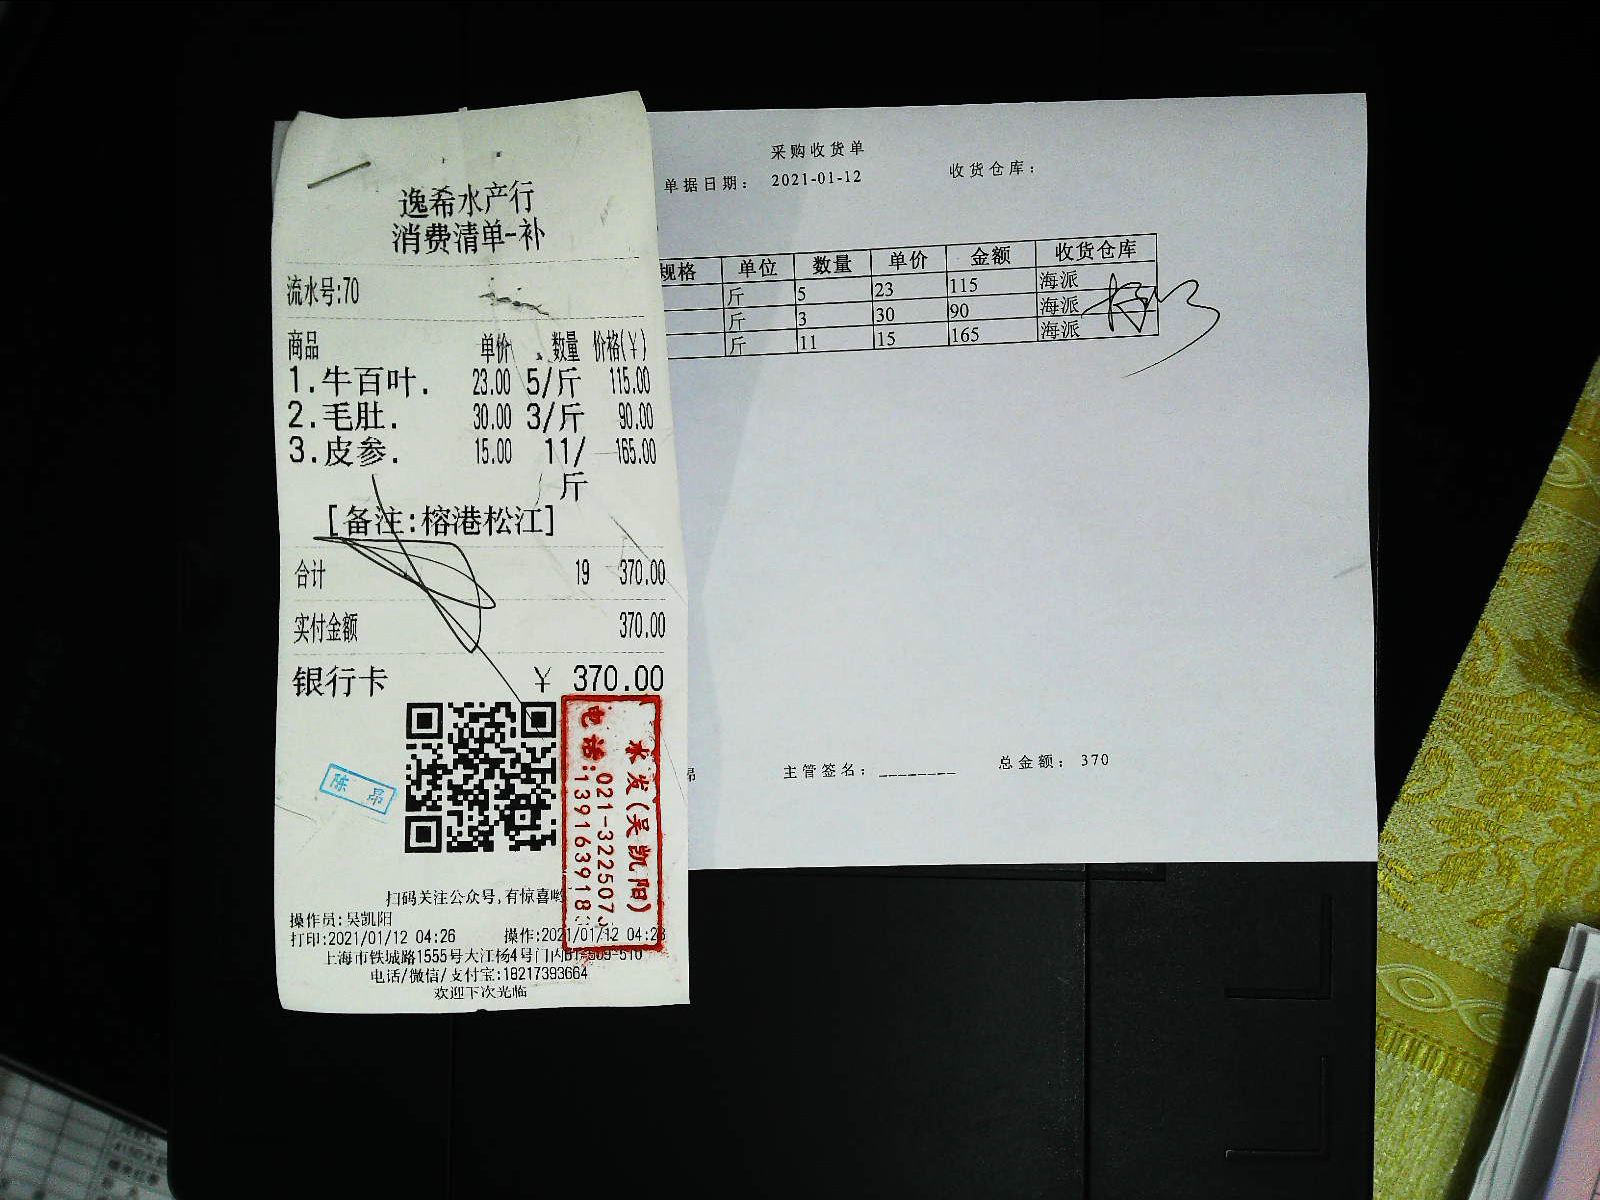 逸希水产行
消费清单-补
流水号:70
商品 单价 数量 价格(¥)
1.牛百叶. 23.00 5/斤 115.00
2.毛肚. 30.00 3/斤 90.00
3.皮参. 15.00 11/斤 165.00
[备注:榕港松江]
合计 19 370.00
实付金额 370.00
银行卡 ¥ 370.00
陈昂
水发(吴凯阳)
电话:
扫码关注公众号,有惊喜哟
操作员:吴凯阳
打印:2021/01/12 04:26 操作:2021/01/12
上海市铁城路1555号大江杨4号门内
电话/微信/支付宝:18217393664
欢迎下次光临
采购收货单
单据日期: 2021-01-12 收货仓库:
规格 单位 数量 单价 金额 收货仓库
斤 5 23 115 海派
斤 3 30 90 海派
斤 11 15 165 海派
昂 主管签名:________ 总金额: 370